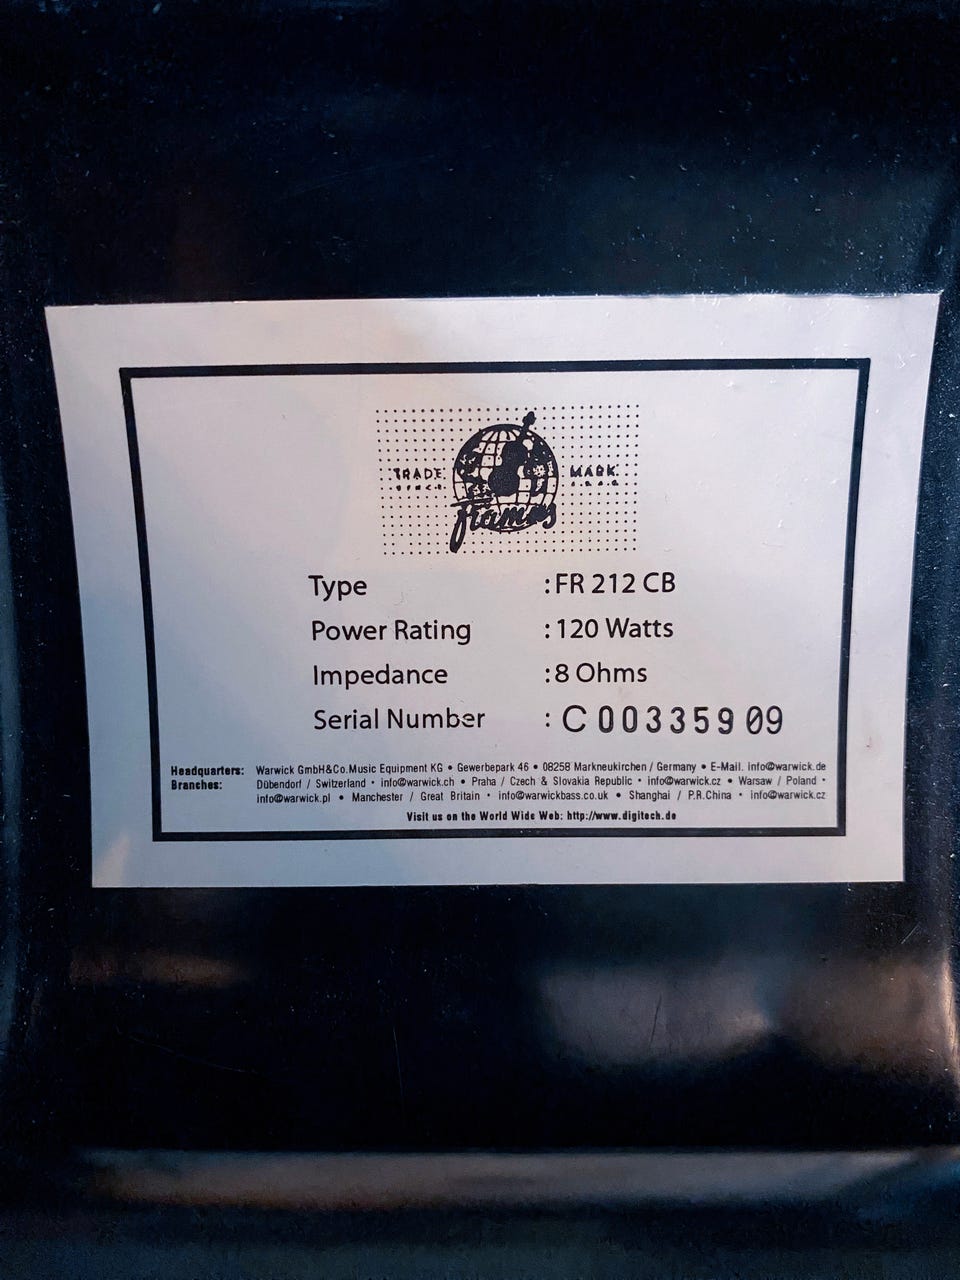 TRADE MARK
framus
Type : FR 212 CB
Power Rating : 120 Watts
Impedance : 8 Ohms
Serial Number : C 003359 09
Headquarters: Warwick GmbH&Co.Music Equipment KG • Gewerbepark 46 • 08258 Markneukirchen / Germany • E-Mail. info@warwick.de
Branches: Dübendorf / Switzerland • info@warwick.ch • Praha / Czech & Slovakia Republic • info@warwick.cz • Warsaw / Poland •
info@warwick.pl • Manchester / Great Britain • info@warwickbass.co.uk • Shanghai / P.R.China • info@warwick.cz
Visit us on the World Wide Web: http://www.digitech.de